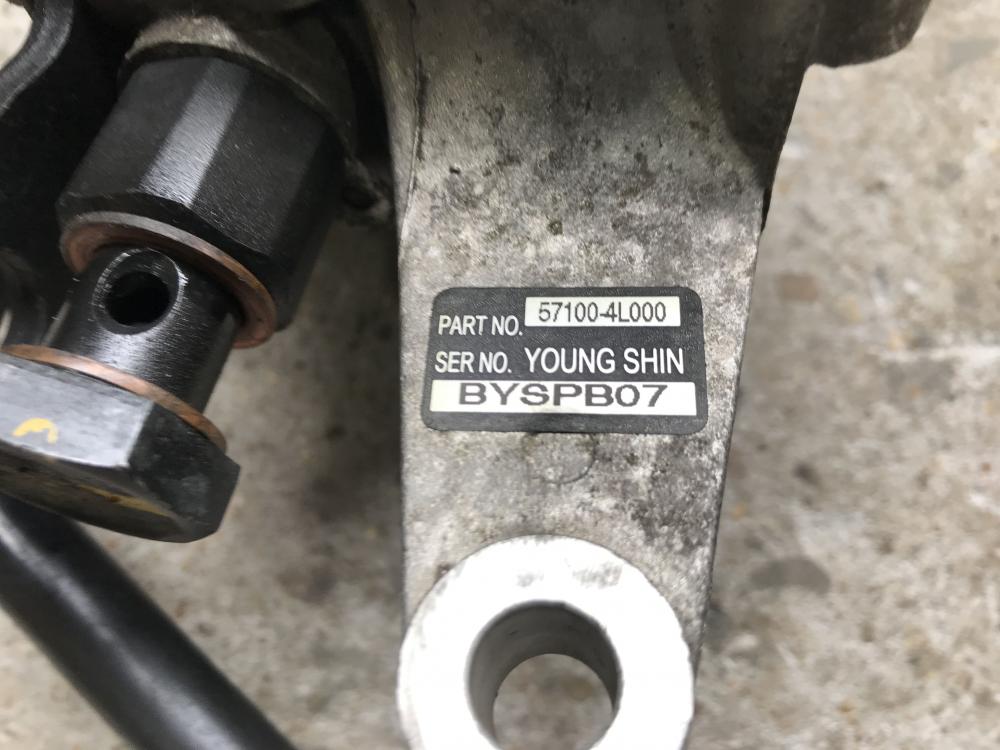 PART NO. 57100-4L000
SER NO. YOUNG SHIN
BYSPB07